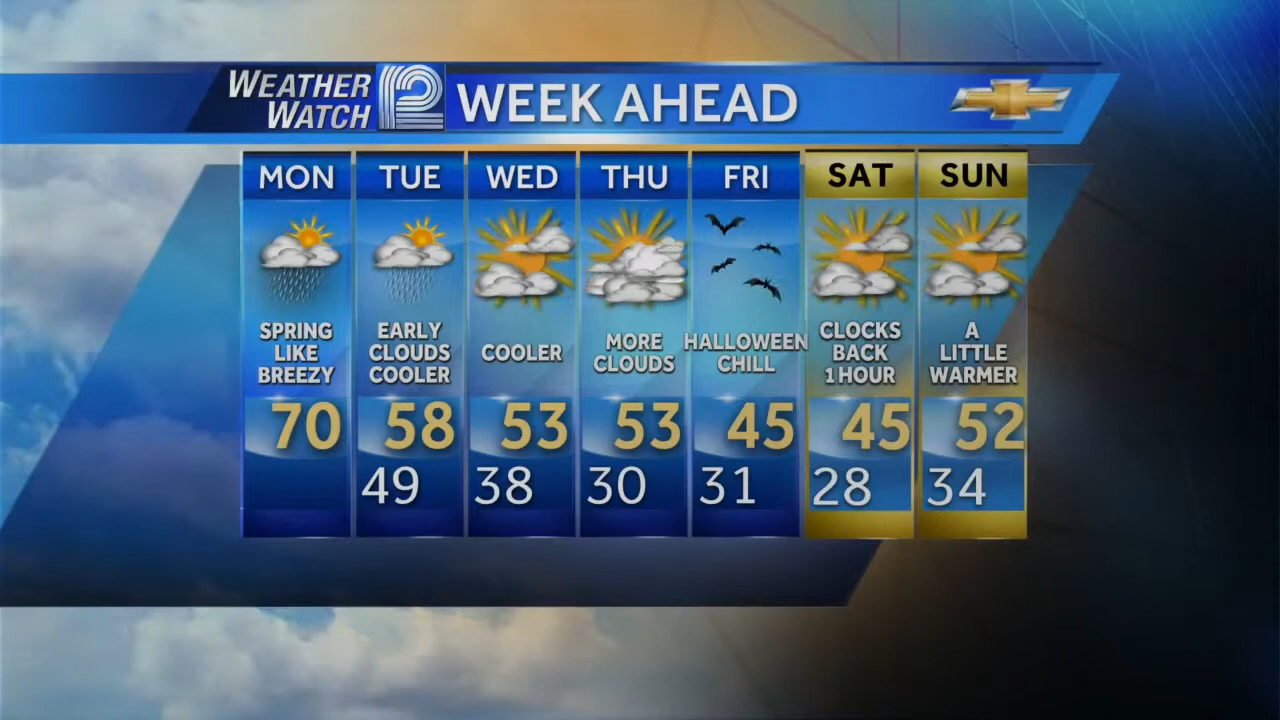 WEATHER
WATCH
12
WEEK AHEAD
MON
TUE
WED
THU
FRI
SAT
SUN
SPRING
LIKE
BREEZY
EARLY
CLOUDS
COOLER
COOLER
MORE
CLOUDS
HALLOWEEN
CHILL
CLOCKS
BACK
1 HOUR
A
LITTLE
WARMER
70
58
53
53
45
45
52
49
38
30
31
28
34